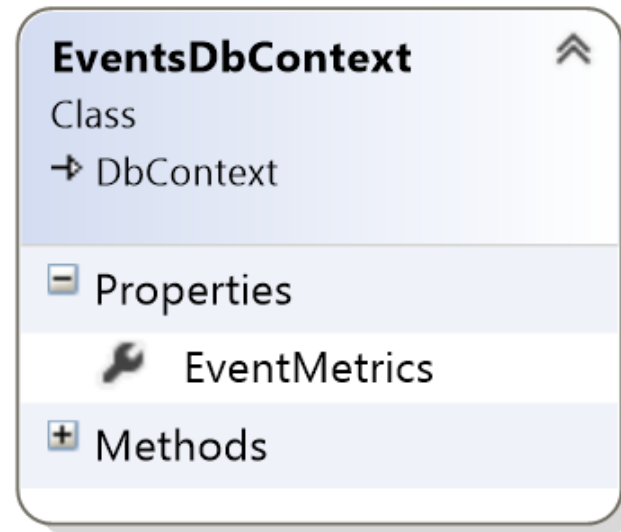 EventsDbContext
Class
DbContext
Properties
EventMetrics
Methods